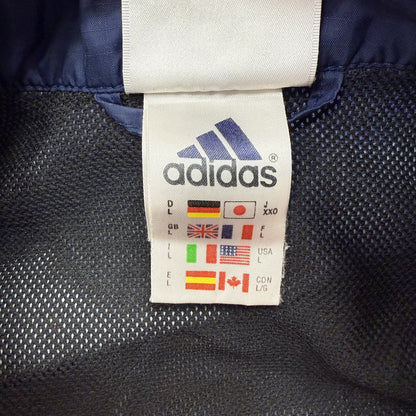 adidas®
D L J XXO
GB L F L
I L USA L
E L CDN L/G